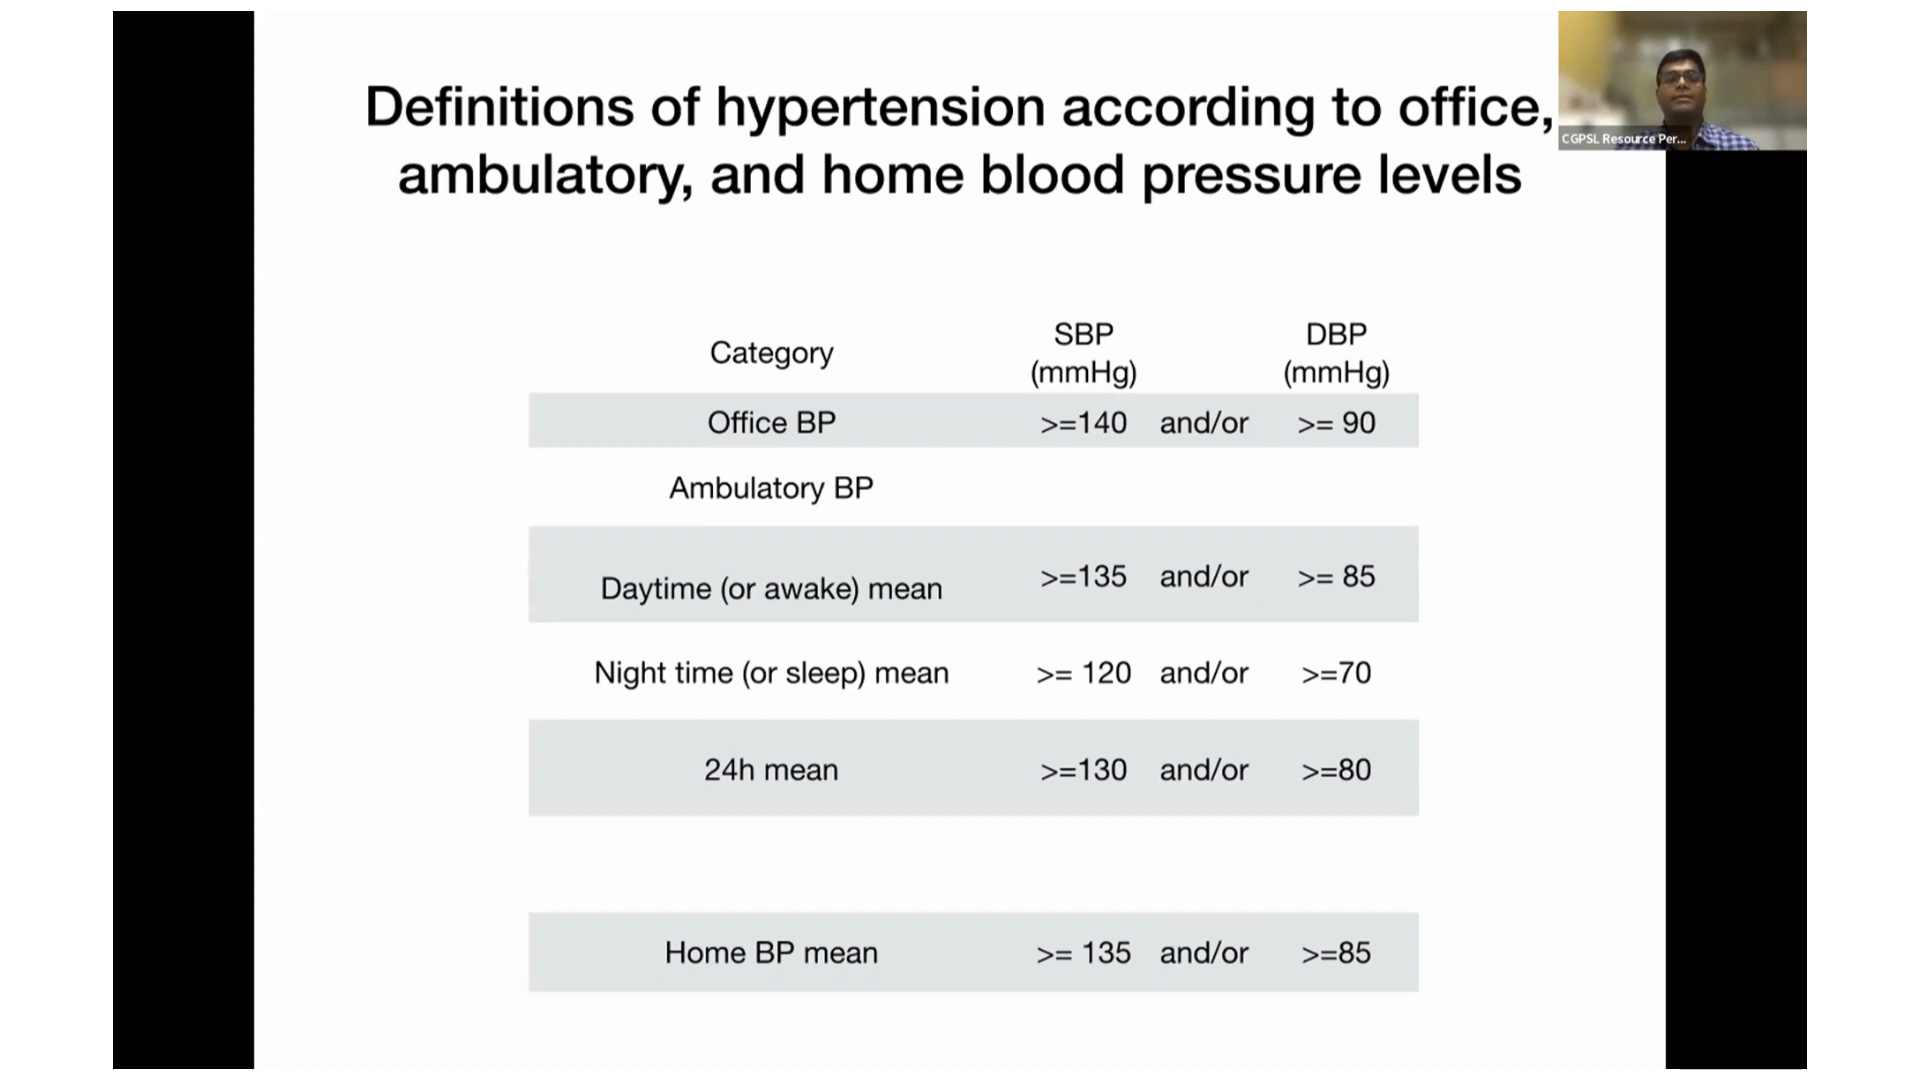 Definitions of hypertension according to office,
ambulatory, and home blood pressure levels
CGPSL Resource Per...
Category SBP (mmHg) DBP (mmHg)
Office BP >=140 and/or >= 90
Ambulatory BP
Daytime (or awake) mean >=135 and/or >= 85
Night time (or sleep) mean >= 120 and/or >=70
24h mean >=130 and/or >=80
Home BP mean >= 135 and/or >=85